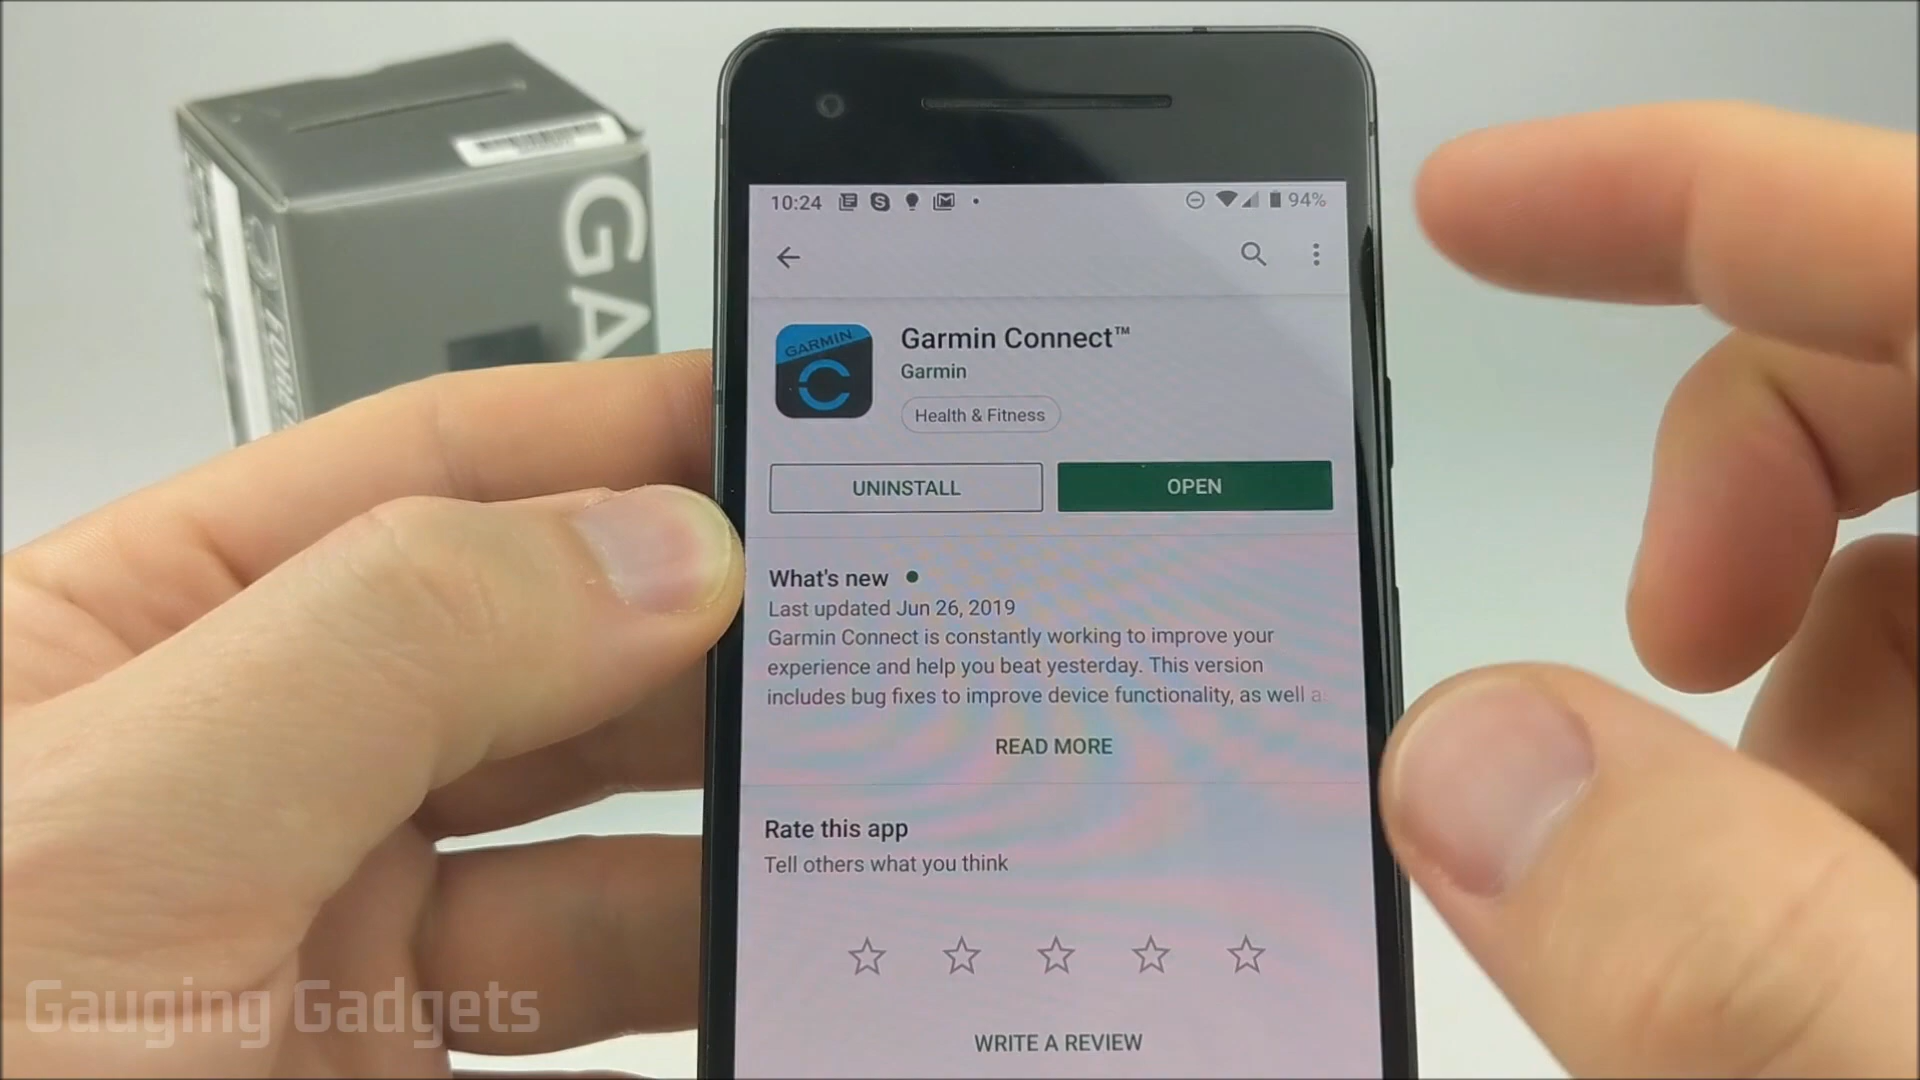 GA
10:24
94%
GARMIN
Garmin Connect™
Garmin
Health & Fitness
UNINSTALL
OPEN
What's new
Last updated Jun 26, 2019
Garmin Connect is constantly working to improve your
experience and help you beat yesterday. This version
includes bug fixes to improve device functionality, as well a
READ MORE
Rate this app
Tell others what you think
WRITE A REVIEW
Gauging Gadgets